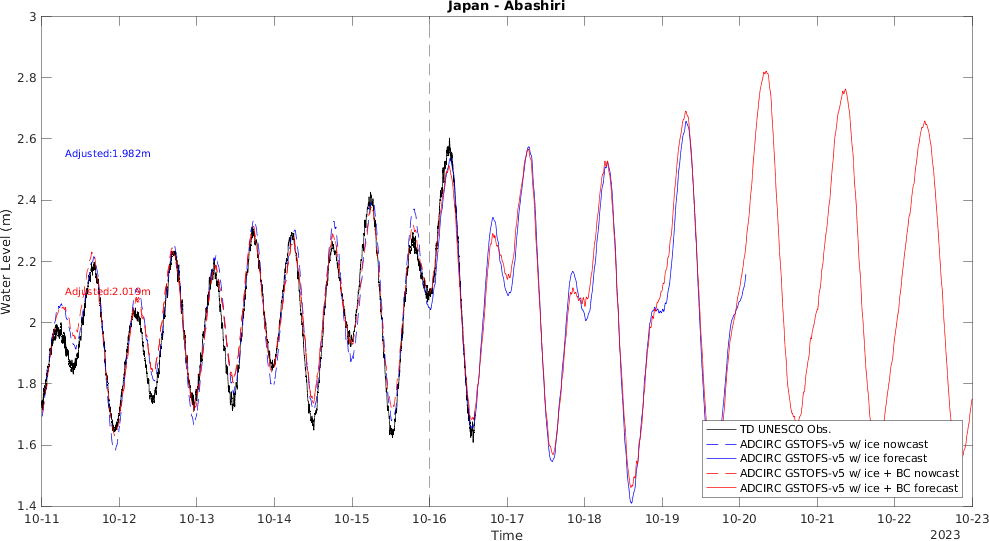 Japan - Abashiri
3
2.8
2.6
2.4
2.2
2
1.8
1.6
1.4
Water Level (m)
Adjusted:1.982m
Adjusted:2.019m
TD UNESCO Obs.
ADCIRC GSTOFS-v5 w/ ice nowcast
ADCIRC GSTOFS-v5 w/ ice forecast
ADCIRC GSTOFS-v5 w/ ice + BC nowcast
ADCIRC GSTOFS-v5 w/ ice + BC forecast
10-11 10-12 10-13 10-14 10-15 10-16 10-17 10-18 10-19 10-20 10-21 10-22 10-23
Time
2023